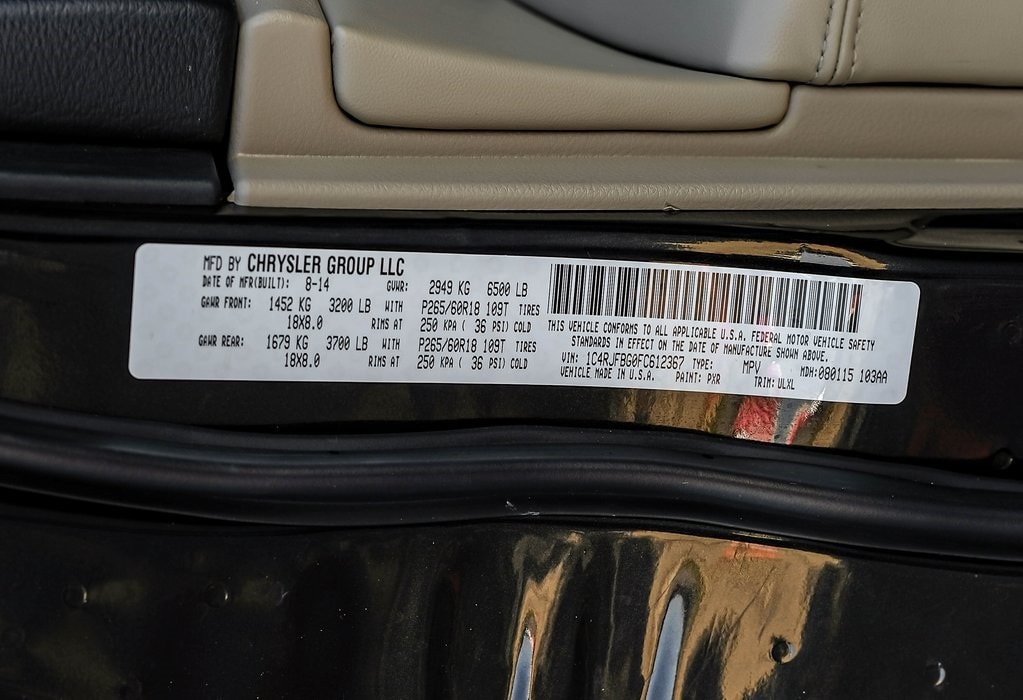 MFD BY CHRYSLER GROUP LLC
DATE OF MFR(BUILT): 8-14 GVWR: 2949 KG 6500 LB
GAWR FRONT: 1452 KG 3200 LB WITH P265/60R18 109T TIRES
18X8.0 RIMS AT 250 KPA ( 36 PSI) COLD
GAWR REAR: 1679 KG 3700 LB WITH P265/60R18 109T TIRES
18X8.0 RIMS AT 250 KPA ( 36 PSI) COLD
THIS VEHICLE CONFORMS TO ALL APPLICABLE U.S.A. FEDERAL MOTOR VEHICLE SAFETY
STANDARDS IN EFFECT ON THE DATE OF MANUFACTURE SHOWN ABOVE.
VIN: 1C4RJFBG0FC612367 TYPE: MPV MDH:080115 103AA
VEHICLE MADE IN U.S.A. PAINT: PXR TRIM: ULXL